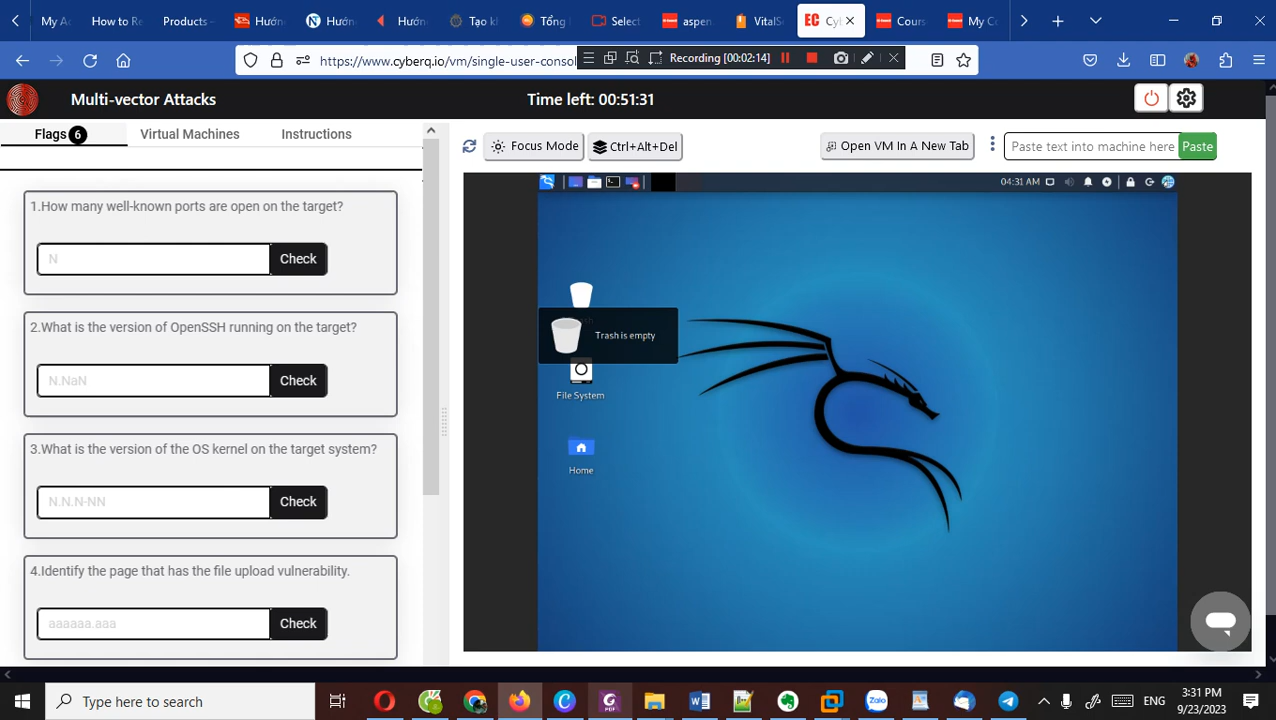 My A
How to Re
Products –
Hướn
Hướn
Hướn
Tạo k
Tổng
Select
aspen
VitalS
Cy
Cours
My Co
https://www.cyberq.io/vm/single-user-consol
Recording [00:02:14]
Multi-vector Attacks
Time left: 00:51:31
Flags 6
Virtual Machines
Instructions
Focus Mode
Ctrl+Alt+Del
Open VM In A New Tab
Paste text into machine here
Paste
1.How many well-known ports are open on the target?
N
Check
2.What is the version of OpenSSH running on the target?
N.NaN
Check
3.What is the version of the OS kernel on the target system?
N.N.N-NN
Check
4.Identify the page that has the file upload vulnerability.
aaaaaa.aaa
Check
04:31 AM
Trash is empty
File System
Home
Type here to search
ENG
3:31 PM
9/23/2023